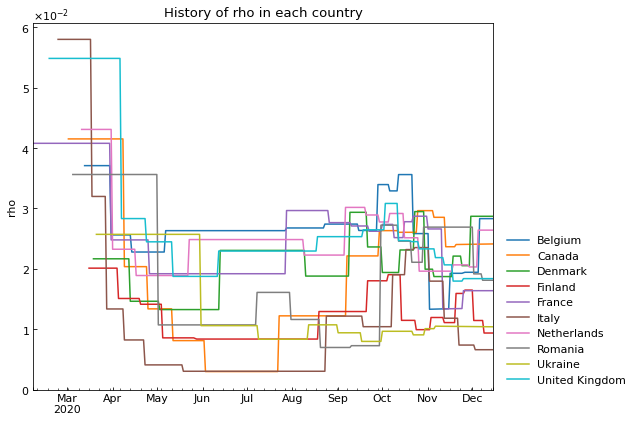 History of rho in each country
×10⁻²
6
5
4
3
2
1
0
rho
Mar Apr May Jun Jul Aug Sep Oct Nov Dec
2020
Belgium
Canada
Denmark
Finland
France
Italy
Netherlands
Romania
Ukraine
United Kingdom